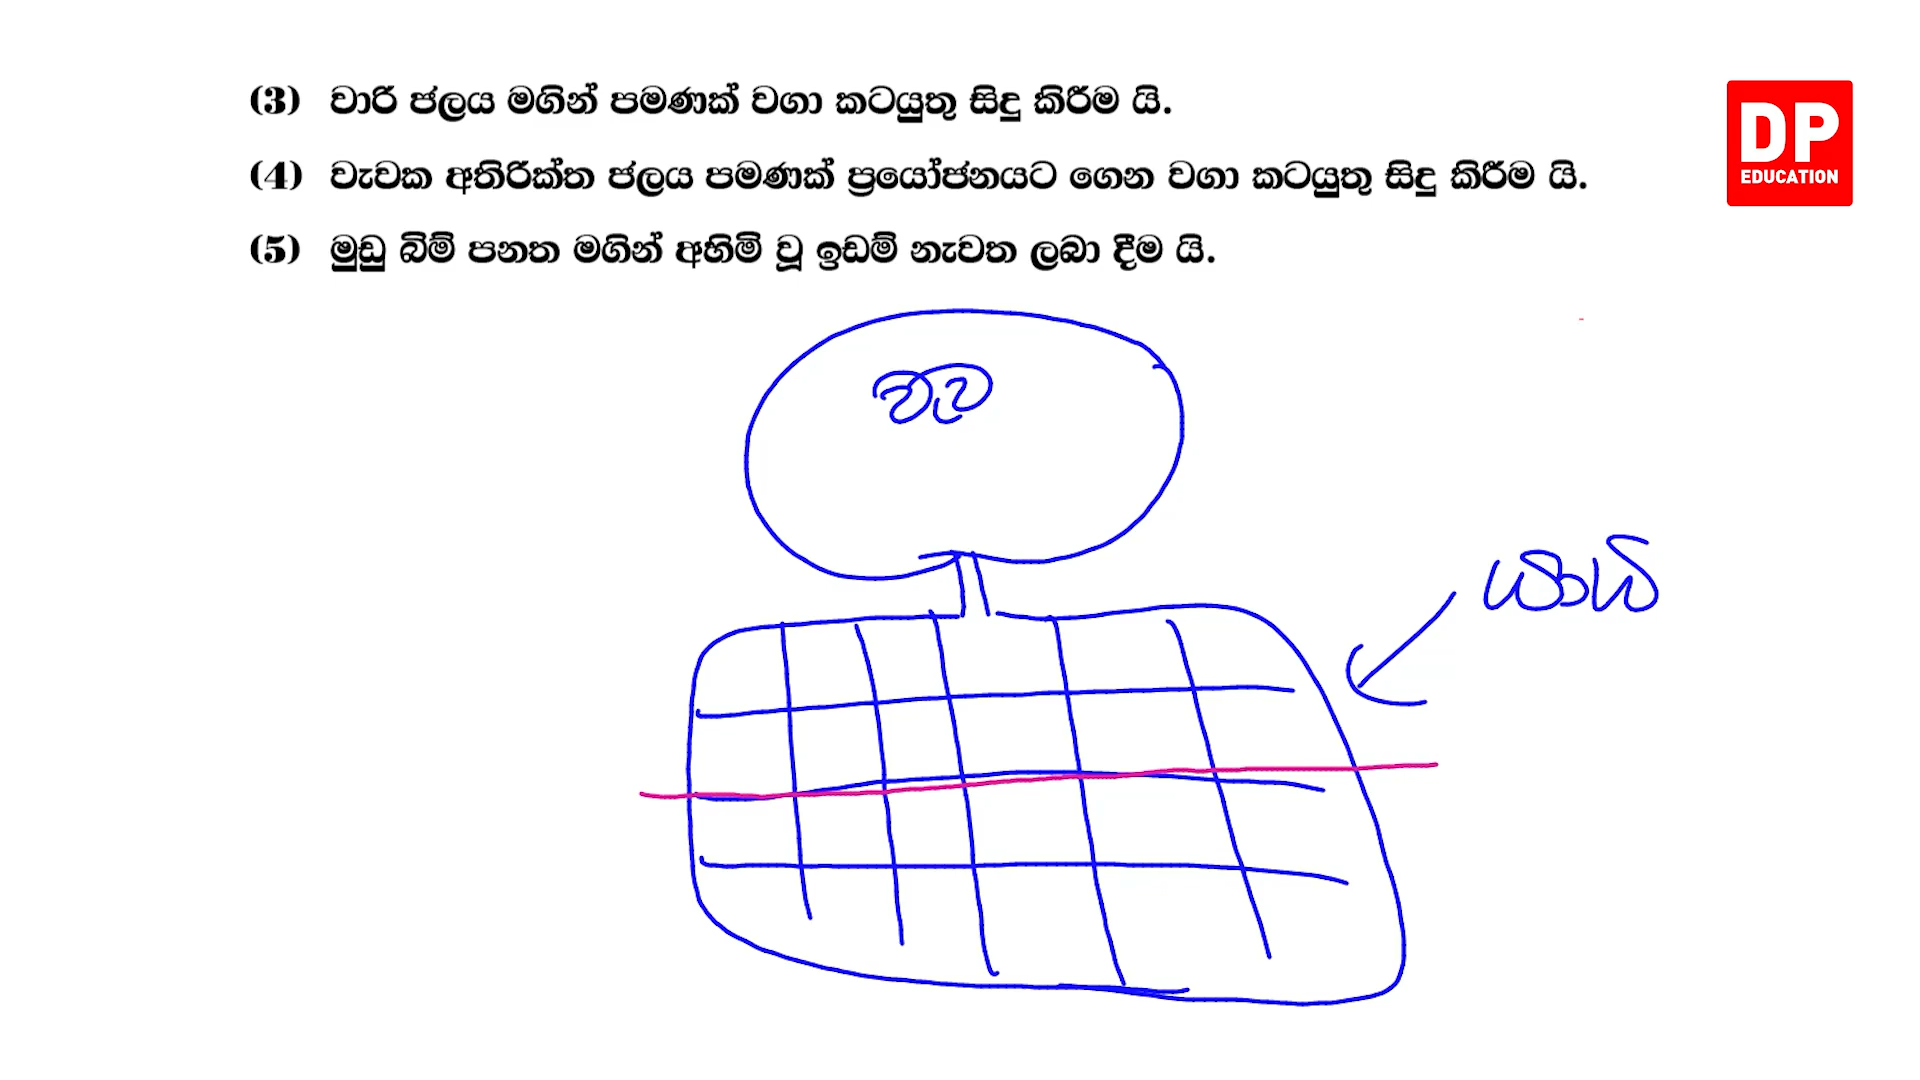 (3) වාරි ජලය මගින් පමණක් වගා කටයුතු සිදු කිරීම යි.
(4) වැවක අතිරික්ත ජලය පමණක් ප්‍රයෝජනයට ගෙන වගා කටයුතු සිදු කිරීම යි.
(5) මුඩු බිම් පනත මගින් අහිමි වූ ඉඩම් නැවත ලබා දීම යි.
DP
EDUCATION
වැව
යාය